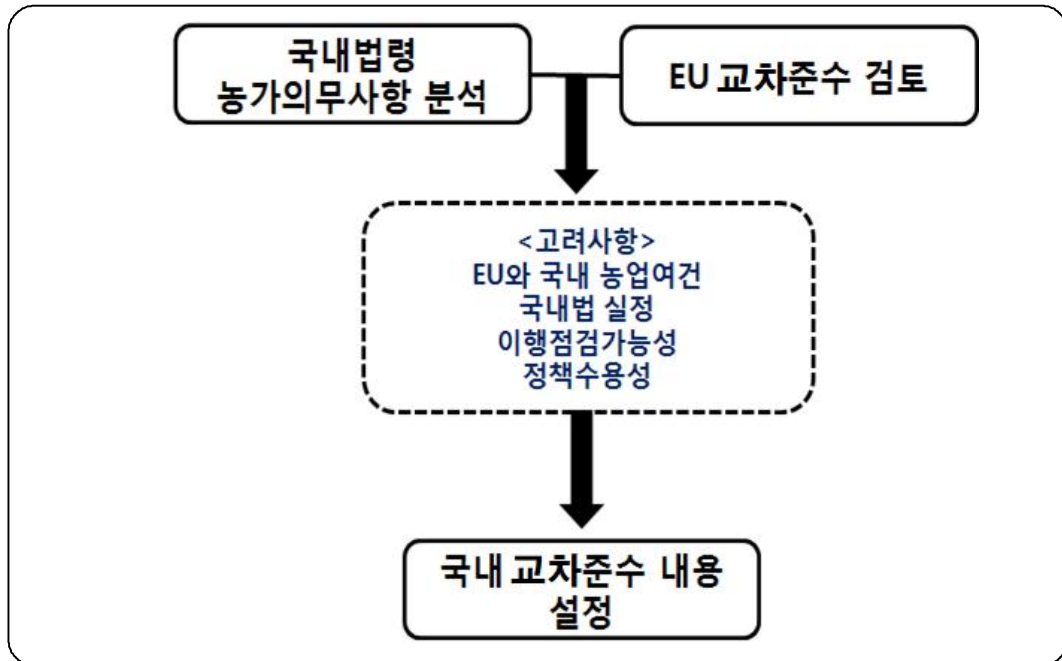 국내법령
농가의무사항 분석
EU 교차준수 검토
<고려사항>
EU와 국내 농업여건
국내법 실정
이행점검가능성
정책수용성
국내 교차준수 내용
설정